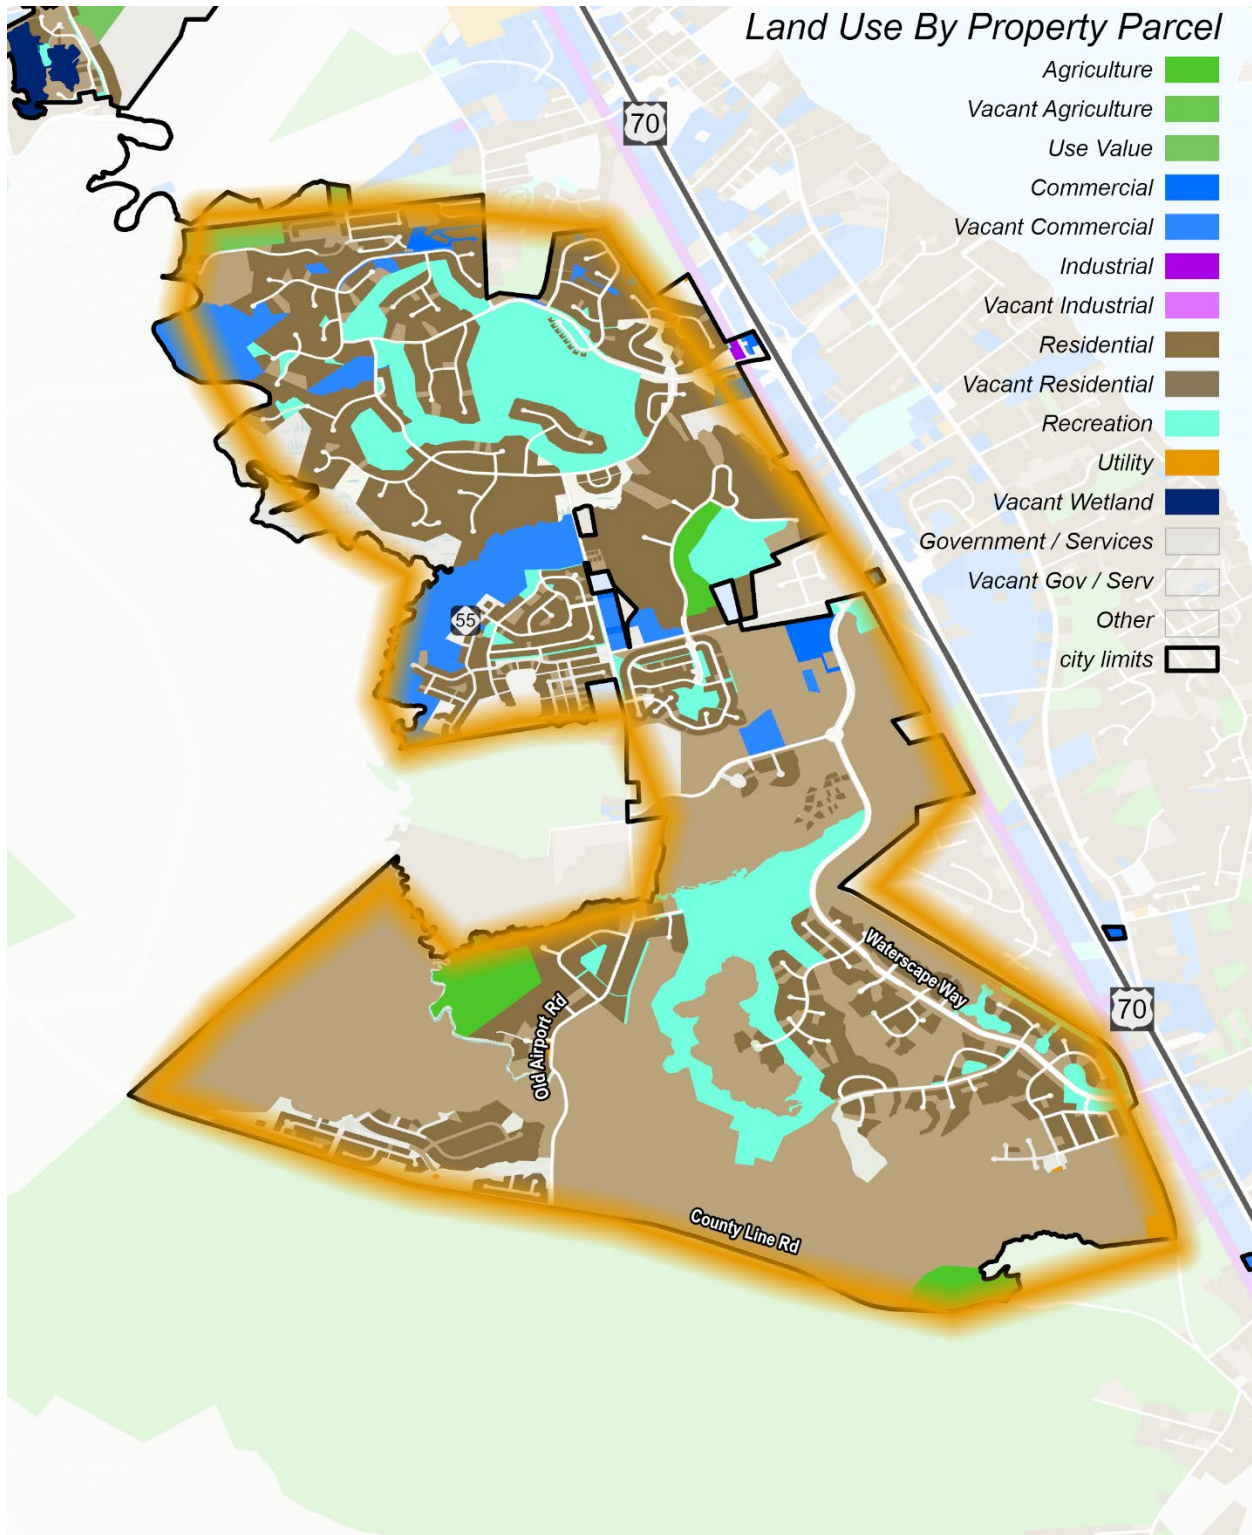 Land Use By Property Parcel
Agriculture
Vacant Agriculture
Use Value
Commercial
Vacant Commercial
Industrial
Vacant Industrial
Residential
Vacant Residential
Recreation
Utility
Vacant Wetland
Government / Services
Vacant Gov / Serv
Other
city limits
70
55
Waterscape Way
70
Old Airport Rd
County Line Rd